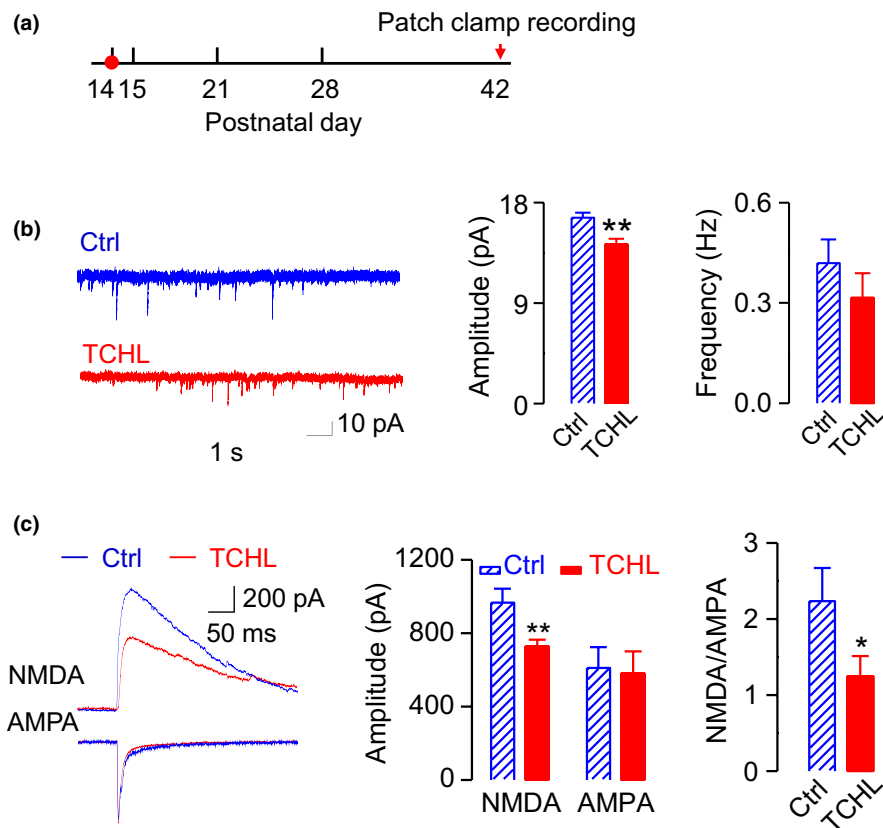 (a)
Patch clamp recording
14 15 21 28 42
Postnatal day
(b)
Ctrl
TCHL
10 pA
1 s
Amplitude (pA)
18
9
0
**
Ctrl
TCHL
Frequency (Hz)
0.6
0.3
0.0
Ctrl
TCHL
(c)
Ctrl TCHL
200 pA
50 ms
NMDA
AMPA
Amplitude (pA)
1200
800
400
0
Ctrl TCHL
**
NMDA AMPA
NMDA/AMPA
3
2
1
0
*
Ctrl
TCHL